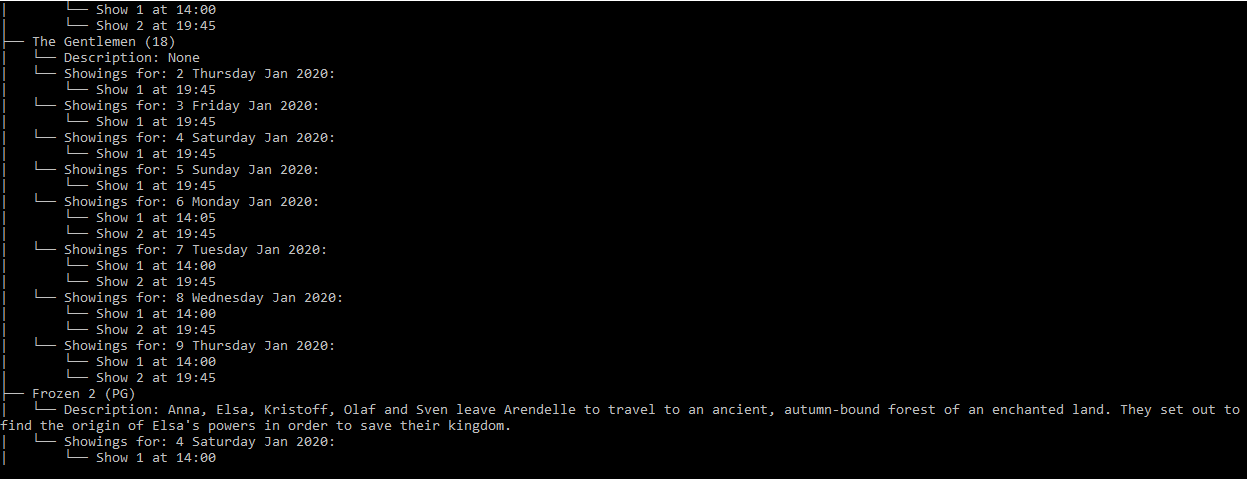 │       └── Show 1 at 14:00
│       └── Show 2 at 19:45
├── The Gentlemen (18)
│   └── Description: None
│   └── Showings for: 2 Thursday Jan 2020:
│       └── Show 1 at 19:45
│   └── Showings for: 3 Friday Jan 2020:
│       └── Show 1 at 19:45
│   └── Showings for: 4 Saturday Jan 2020:
│       └── Show 1 at 19:45
│   └── Showings for: 5 Sunday Jan 2020:
│       └── Show 1 at 19:45
│   └── Showings for: 6 Monday Jan 2020:
│       └── Show 1 at 14:05
│       └── Show 2 at 19:45
│   └── Showings for: 7 Tuesday Jan 2020:
│       └── Show 1 at 14:00
│       └── Show 2 at 19:45
│   └── Showings for: 8 Wednesday Jan 2020:
│       └── Show 1 at 14:00
│       └── Show 2 at 19:45
│   └── Showings for: 9 Thursday Jan 2020:
│       └── Show 1 at 14:00
│       └── Show 2 at 19:45
├── Frozen 2 (PG)
│   └── Description: Anna, Elsa, Kristoff, Olaf and Sven leave Arendelle to travel to an ancient, autumn-bound forest of an enchanted land. They set out to
find the origin of Elsa's powers in order to save their kingdom.
│   └── Showings for: 4 Saturday Jan 2020:
│       └── Show 1 at 14:00